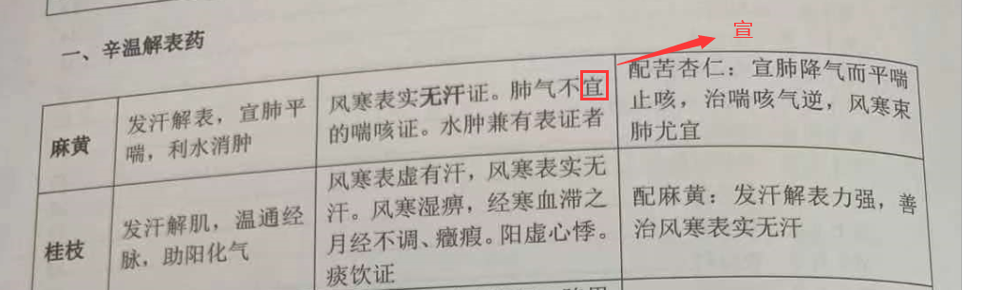 一、辛温解表药
宣
麻黄
发汗解表，宣肺平
喘，利水消肿
风寒表实无汗证。肺气不宜
的喘咳证。水肿兼有表证者
配苦杏仁：宣肺降气而平喘
止咳，治喘咳气逆，风寒束
肺尤宜
桂枝
发汗解肌，温通经
脉，助阳化气
风寒表虚有汗，风寒表实无
汗。风寒湿痹，经寒血滞之
月经不调、癥瘕。阳虚心悸。
痰饮证
配麻黄：发汗解表力强，善
治风寒表实无汗